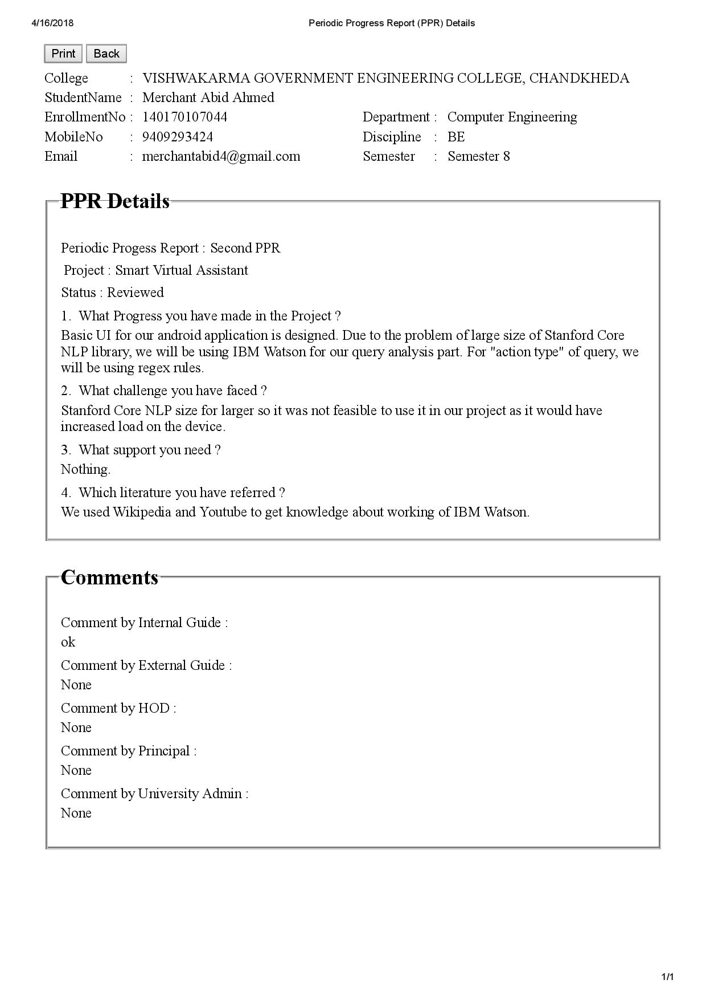 4/16/2018 Periodic Progress Report (PPR) Details
Print Back
College : VISHWAKARMA GOVERNMENT ENGINEERING COLLEGE, CHANDKHEDA
StudentName : Merchant Abid Ahmed
EnrollmentNo : 140170107044 Department : Computer Engineering
MobileNo : 9409293424 Discipline : BE
Email : merchantabid4@gmail.com Semester : Semester 8
PPR Details
Periodic Progess Report : Second PPR
Project : Smart Virtual Assistant
Status : Reviewed
1. What Progress you have made in the Project ?
Basic UI for our android application is designed. Due to the problem of large size of Stanford Core
NLP library, we will be using IBM Watson for our query analysis part. For "action type" of query, we
will be using regex rules.
2. What challenge you have faced ?
Stanford Core NLP size for larger so it was not feasible to use it in our project as it would have
increased load on the device.
3. What support you need ?
Nothing.
4. Which literature you have referred ?
We used Wikipedia and Youtube to get knowledge about working of IBM Watson.
Comments
Comment by Internal Guide :
ok
Comment by External Guide :
None
Comment by HOD :
None
Comment by Principal :
None
Comment by University Admin :
None
1/1